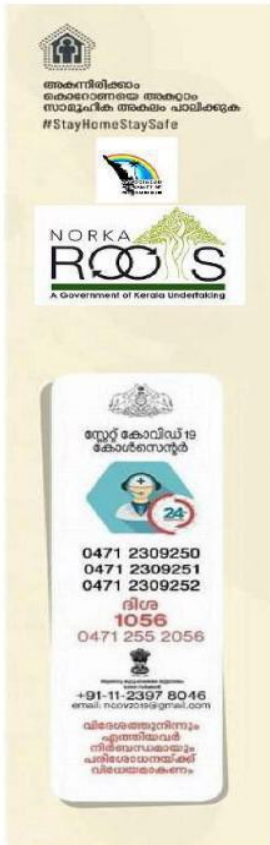 അകന്നിരിക്കാം
കൊറോണയെ അകറ്റാം
സാമൂഹിക അകലം പാലിക്കുക
#StayHomeStaySafe
NORKA
ROOTS
A Government of Kerala Undertaking
സ്റ്റേറ്റ് കോവിഡ് 19
കോൾസെന്റർ
24
0471 2309250
0471 2309251
0471 2309252
ദിശ
1056
0471 255 2056
+91-11-2397 8046
email: ncov2019@gmail.com
വിദേശത്തുനിന്നും
എത്തിയവർ
നിർബന്ധമായും
പരിശോധനയ്ക്ക്
വിധേയമാകണം